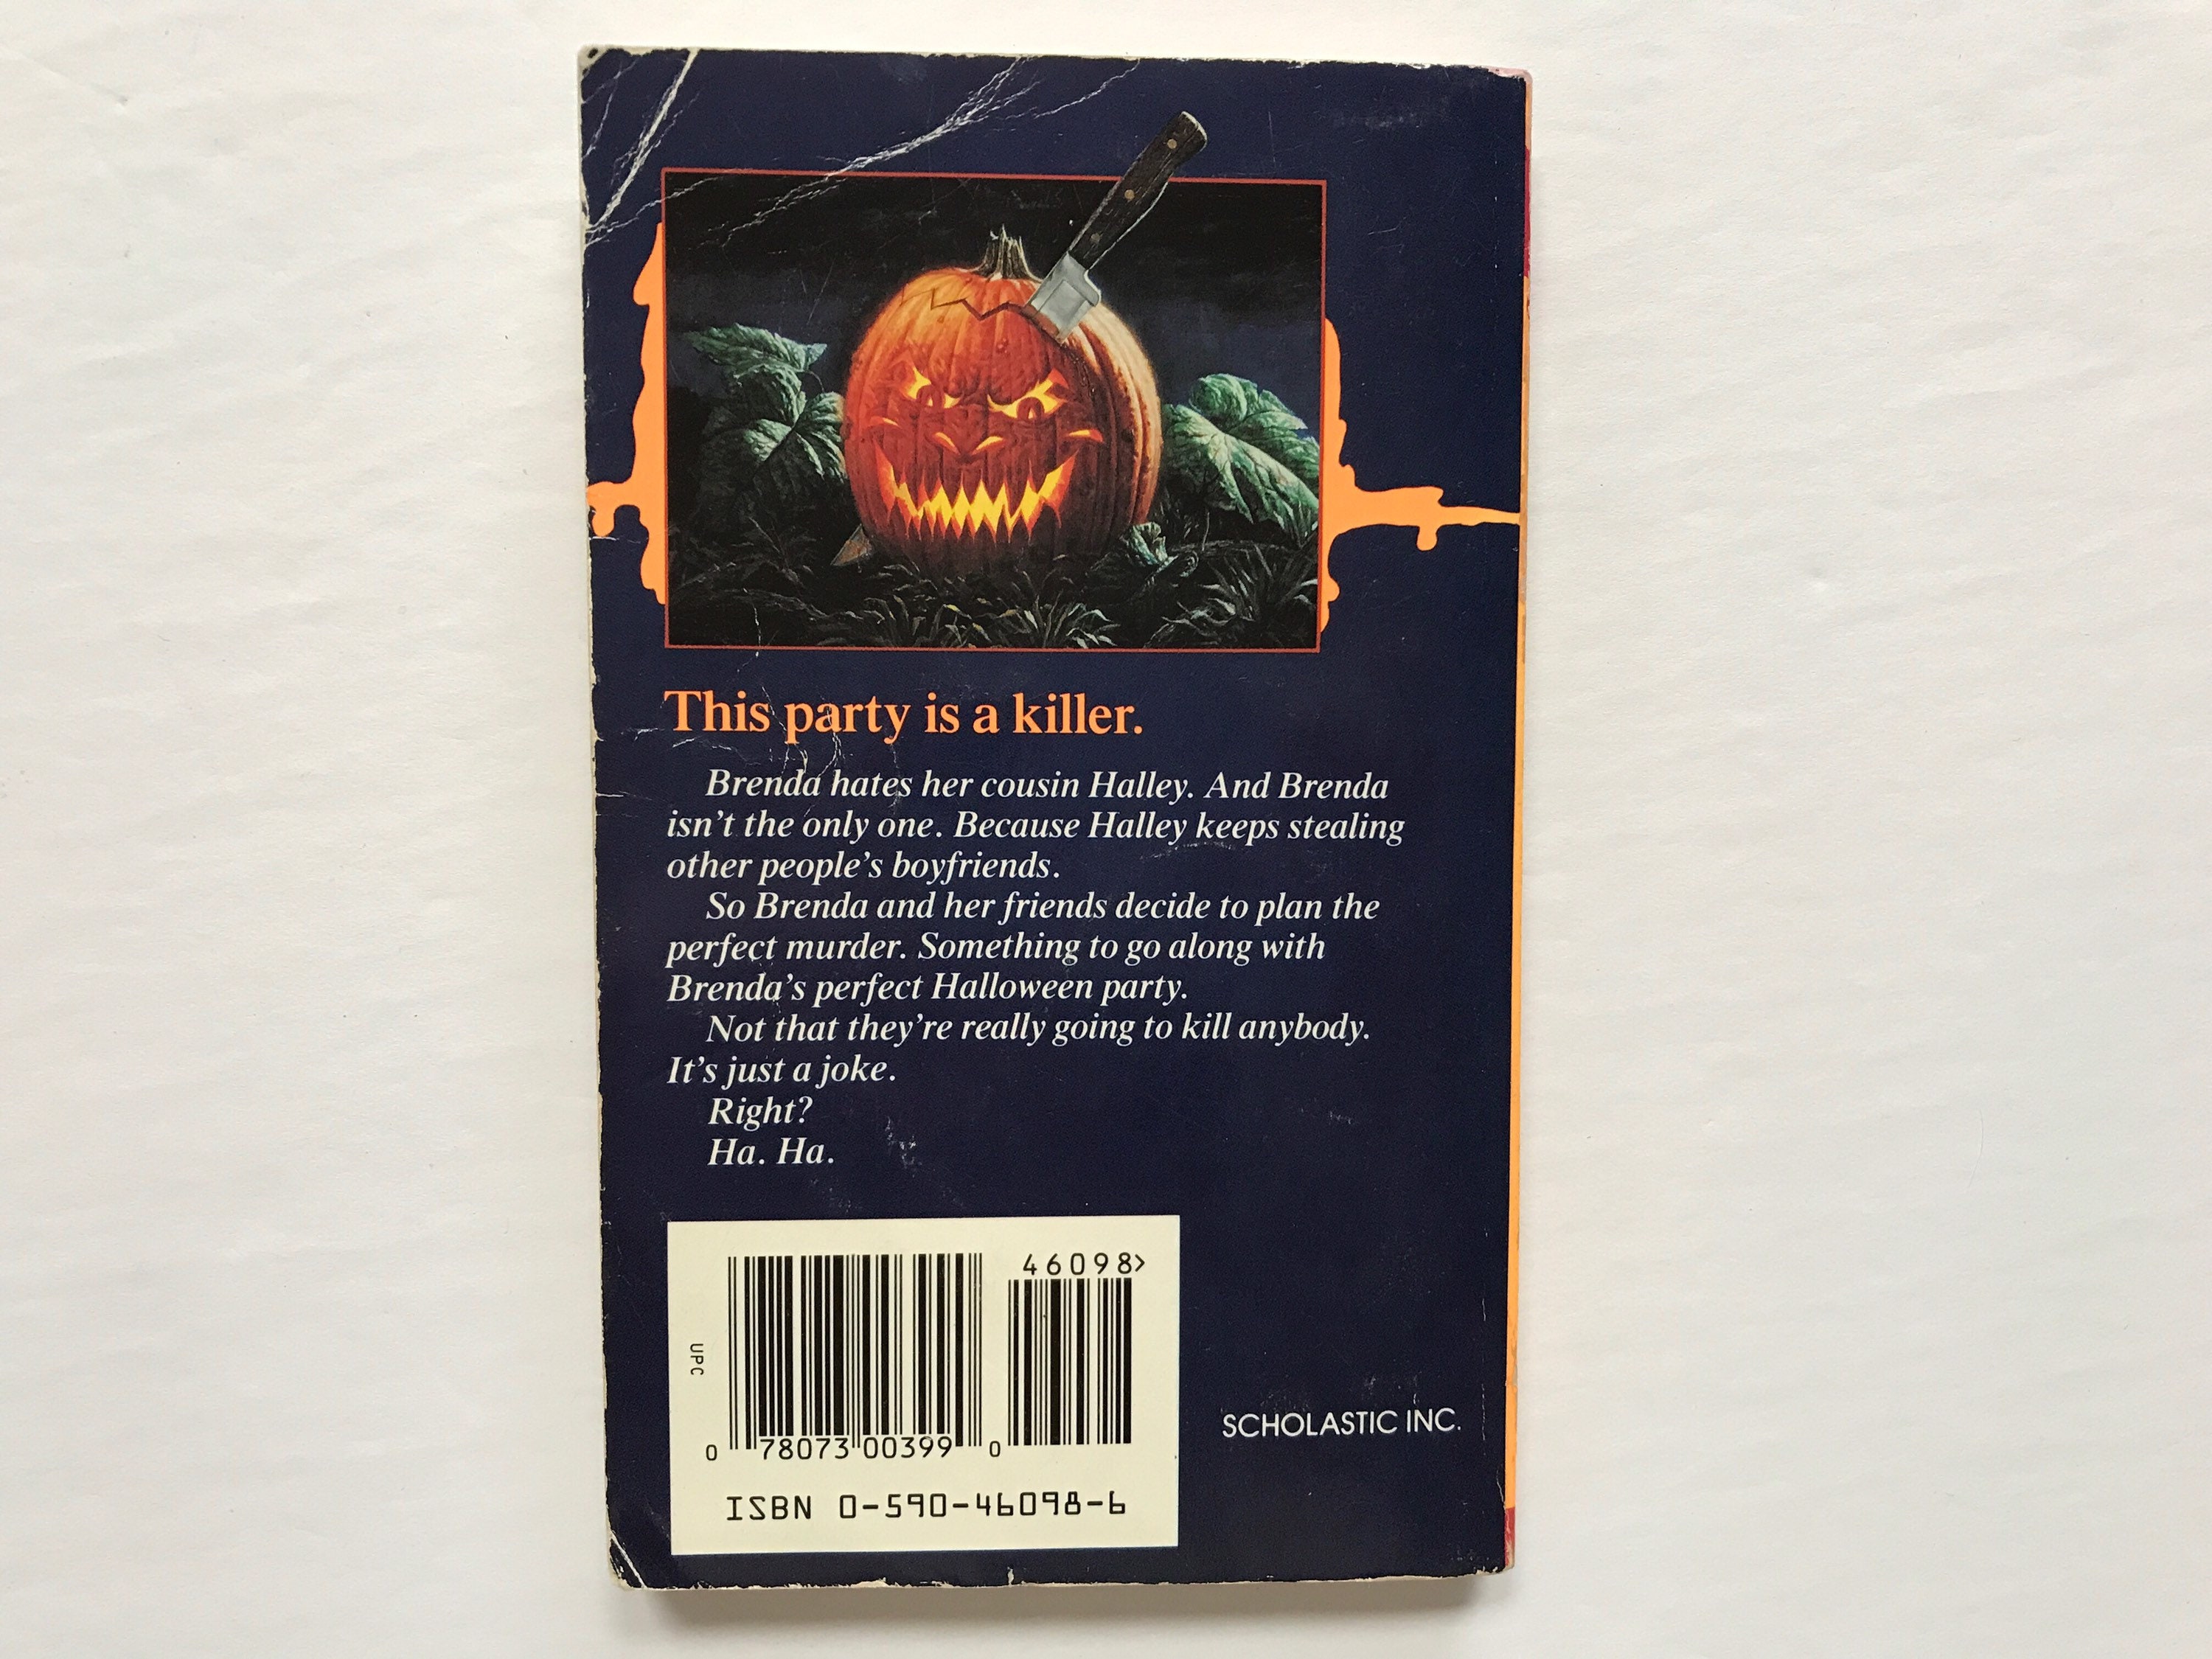 This party is a killer.
Brenda hates her cousin Halley. And Brenda
isn't the only one. Because Halley keeps stealing
other people's boyfriends.
So Brenda and her friends decide to plan the
perfect murder. Something to go along with
Brenda's perfect Halloween party.
Not that they're really going to kill anybody.
It's just a joke.
Right?
Ha. Ha.
46098>
UPC
0 78073 00399 0
ISBN 0-590-46098-6
SCHOLASTIC INC.